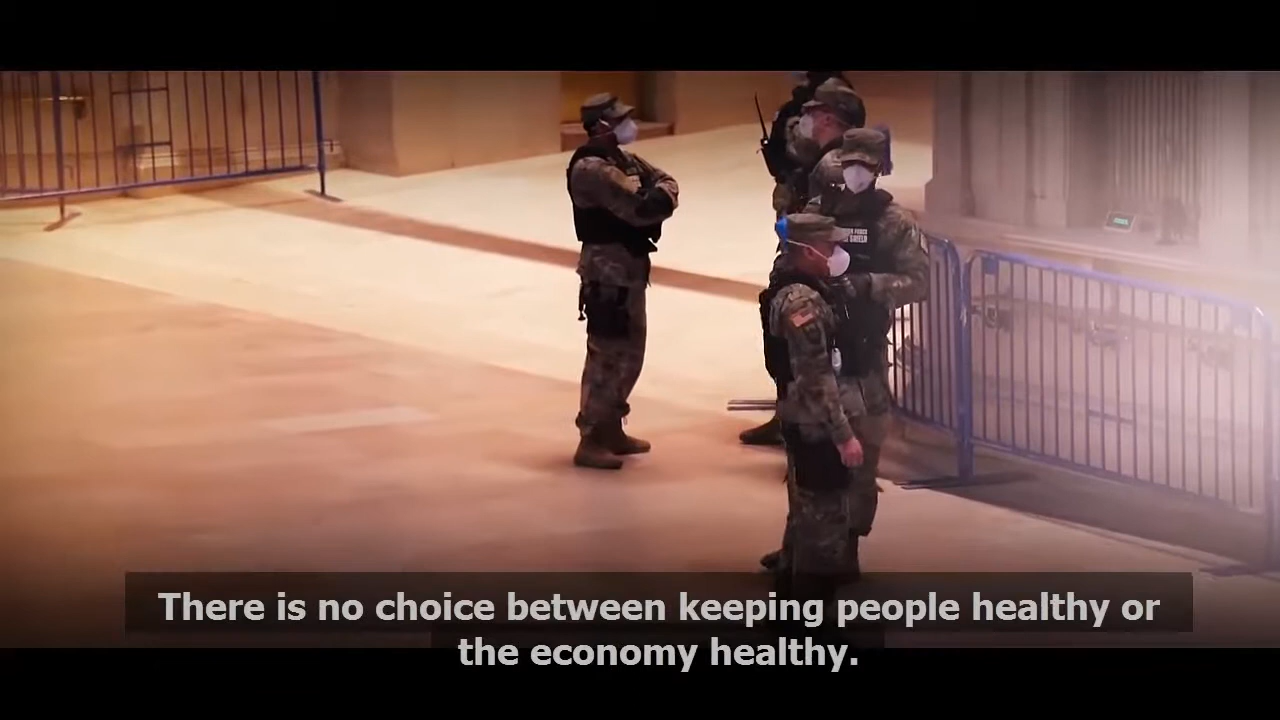 There is no choice between keeping people healthy or
the economy healthy.